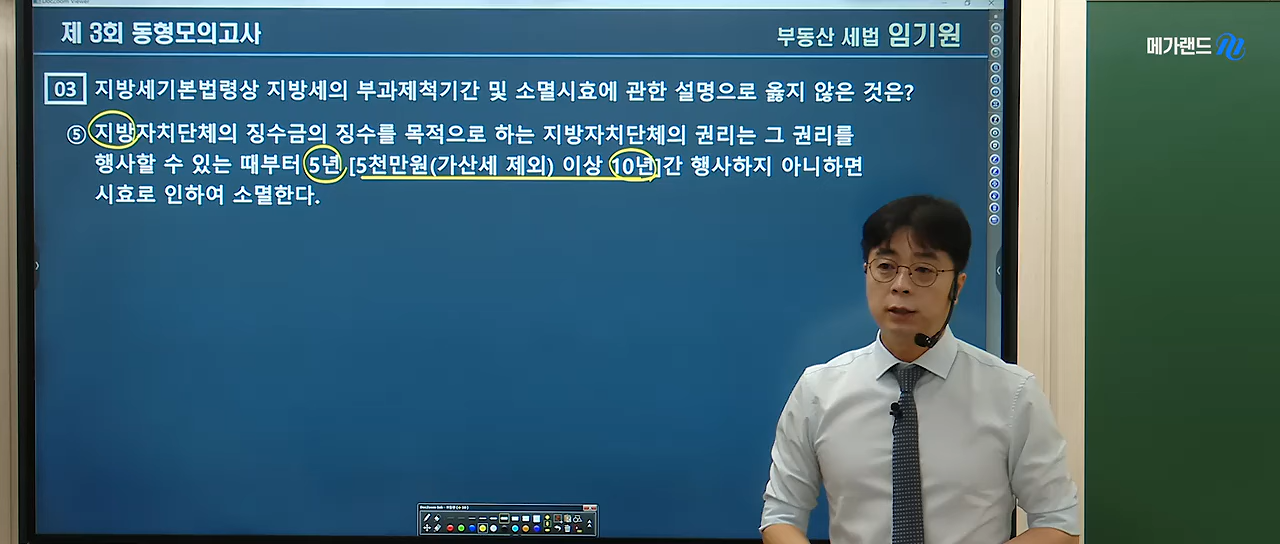 DocZoom Viewer
제 3회 동형모의고사
부동산 세법 임기원
메가랜드
03 지방세기본법령상 지방세의 부과제척기간 및 소멸시효에 관한 설명으로 옳지 않은 것은?
⑤ 지방자치단체의 징수금의 징수를 목적으로 하는 지방자치단체의 권리는 그 권리를
행사할 수 있는 때부터 5년 [5천만원(가산세 제외) 이상 10년]간 행사하지 아니하면
시효로 인하여 소멸한다.